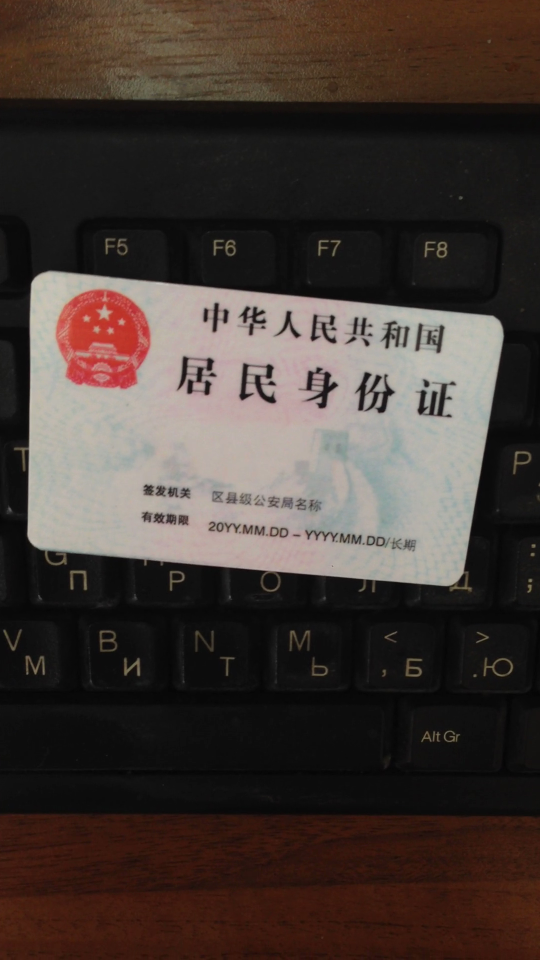 F5 F6 F7 F8
中华人民共和国
居民身份证
T
P
签发机关 区县级公安局名称
有效期限 20YY.MM.DD – YYYY.MM.DD/长期
G П Р О Л Д : ;
V М B И N Т M Ь < , Б > . Ю
Alt Gr